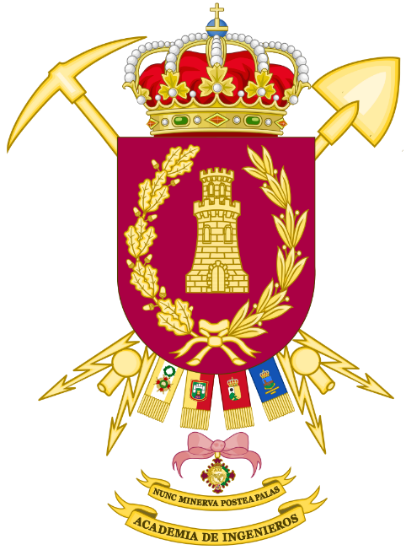 NUNC MINERVA POSTEA PALAS
ACADEMIA DE INGENIEROS